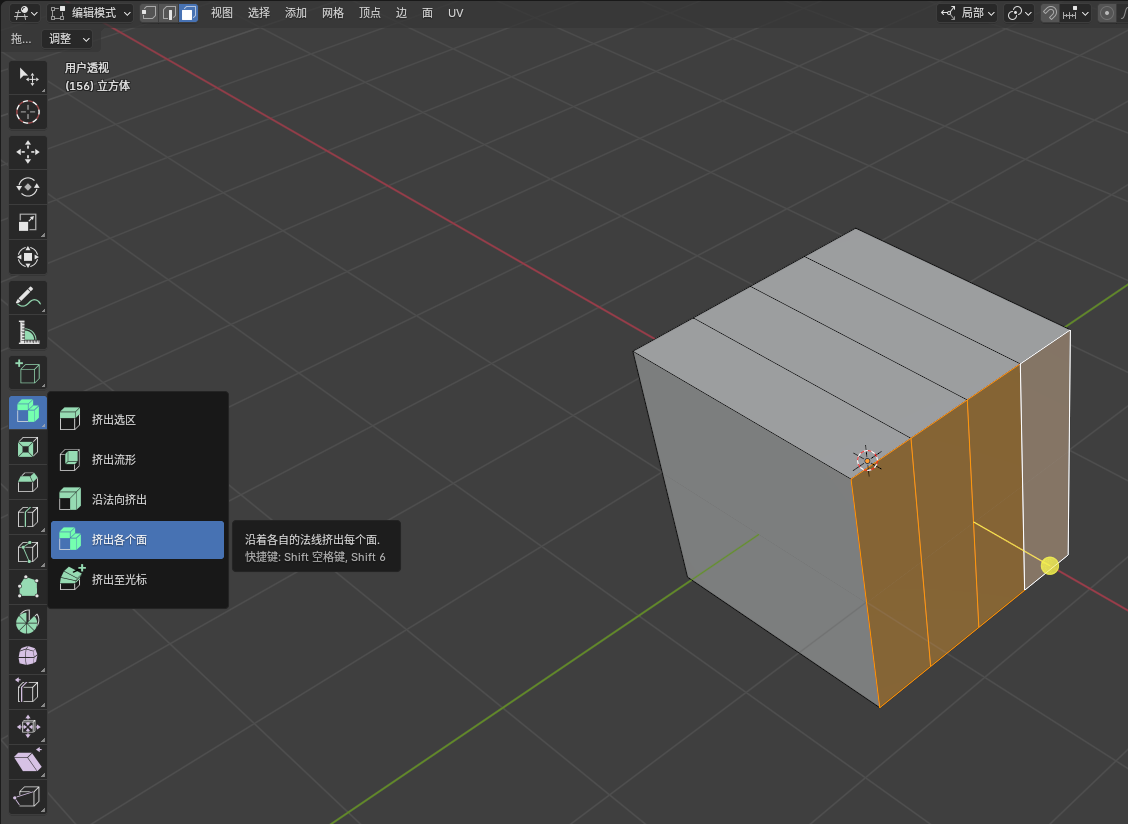 编辑模式 视图 选择 添加 网格 顶点 边 面 UV 局部
拖... 调整
用户透视
(156) 立方体
挤出选区
挤出流形
沿法向挤出
挤出各个面
沿着各自的法线挤出每个面.
快捷键: Shift 空格键, Shift 6
挤出至光标